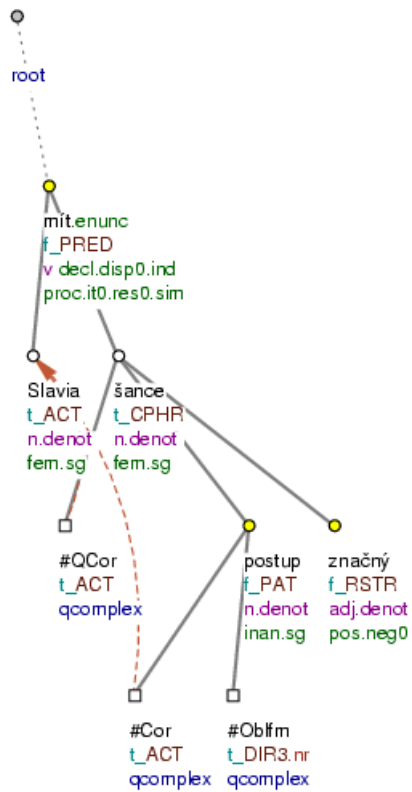 root
mít.enunc
f_PRED
v decl.disp0.ind
proc.it0.res0.sim
Slavia
t_ACT
n.denot
fem.sg
šance
t_CPHR
n.denot
fem.sg
#QCor
t_ACT
qcomplex
postup
f_PAT
n.denot
inan.sg
značný
f_RSTR
adj.denot
pos.neg0
#Cor
t_ACT
qcomplex
#Oblfm
t_DIR3.nr
qcomplex